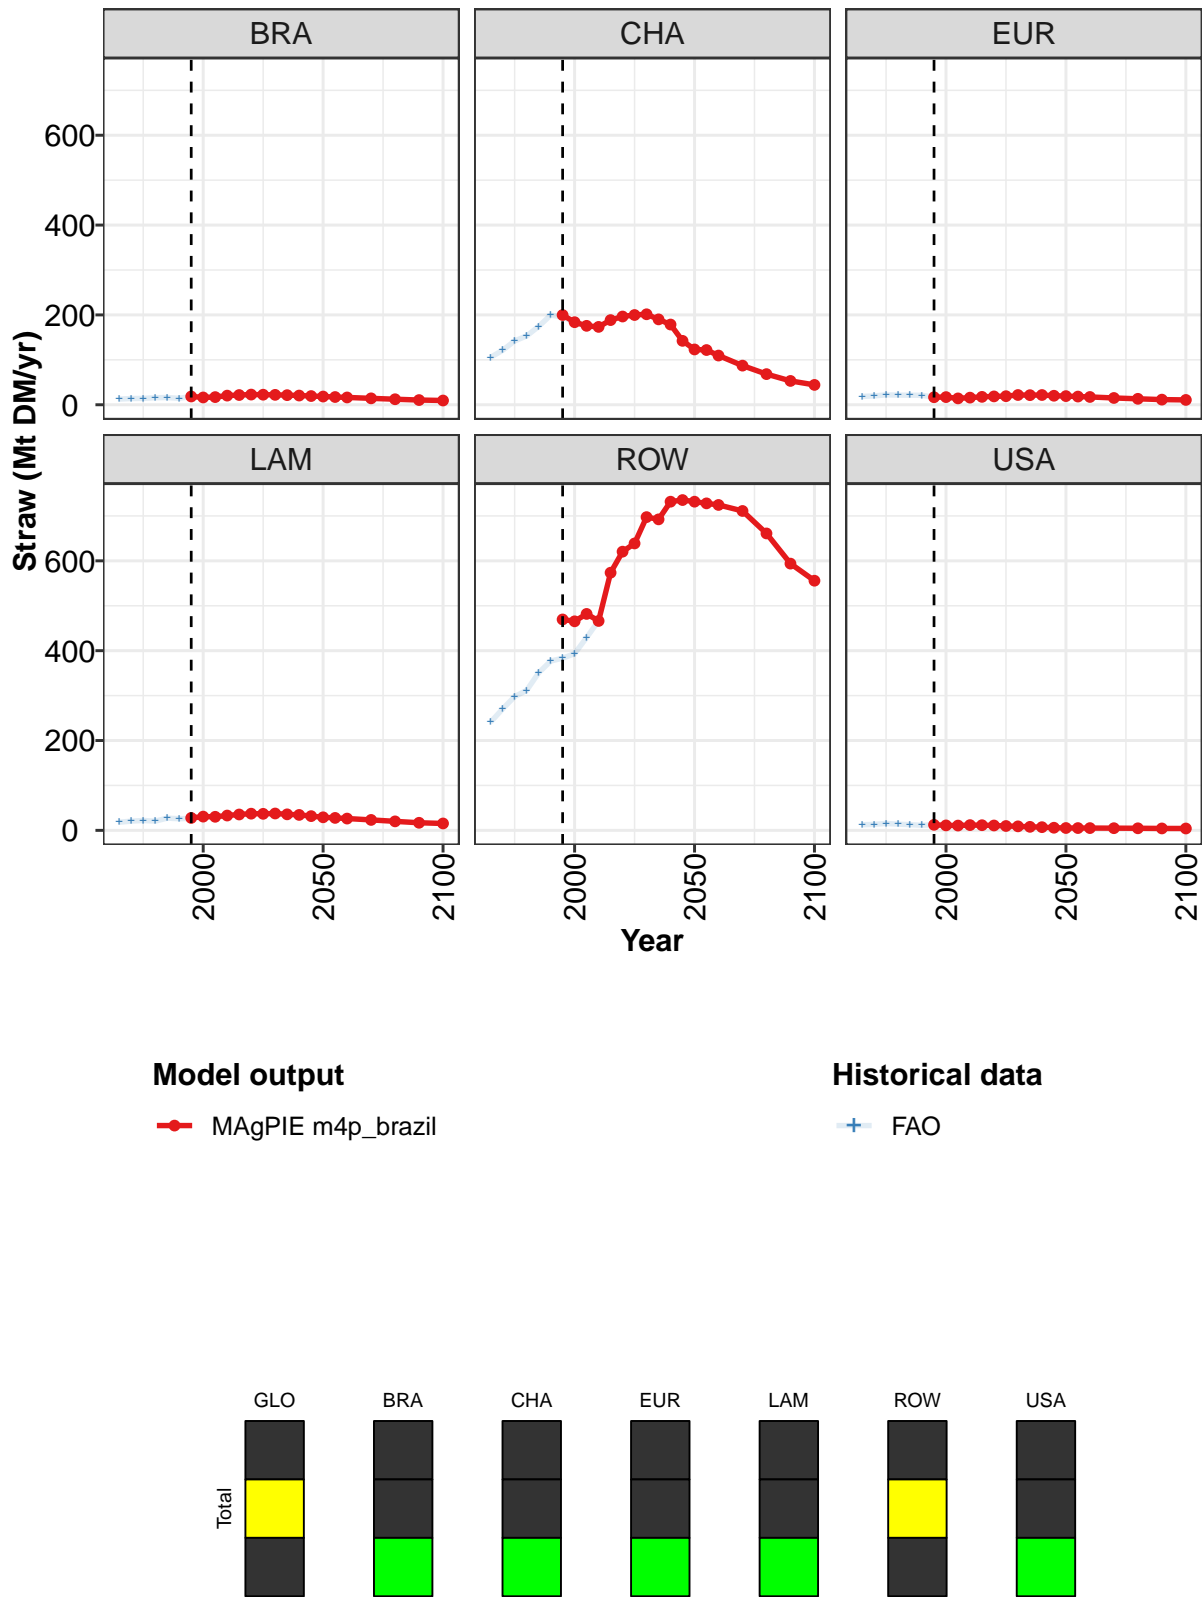 BRA
CHA
EUR
600
400
200
0
LAM
ROW
USA
600
400
200
0
Straw (Mt DM/yr)
2000
2050
2100
2000
2050
2100
2000
2050
2100
Year
Model output
Historical data
MAgPIE m4p_brazil
FAO
GLO
BRA
CHA
EUR
LAM
ROW
USA
Total